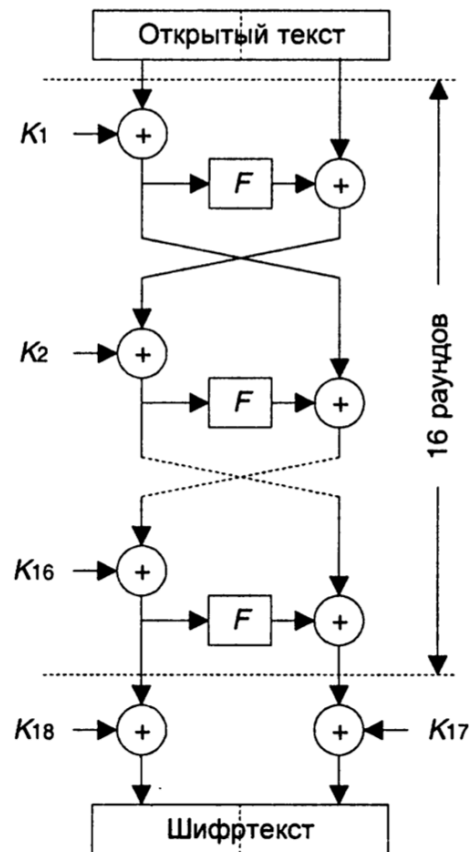 Открытый текст
K1
+
F
+
K2
+
F
+
16 раундов
K16
+
F
+
K18
+
+
K17
Шифртекст